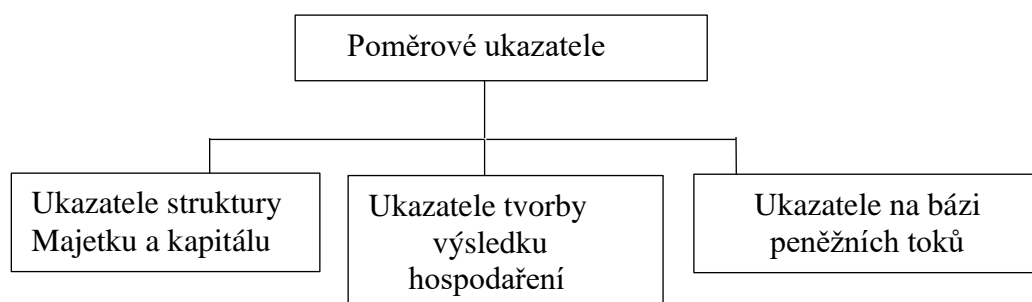 Poměrové ukazatele
Ukazatele struktury
Majetku a kapitálu
Ukazatele tvorby
výsledku
hospodaření
Ukazatele na bázi
peněžních toků